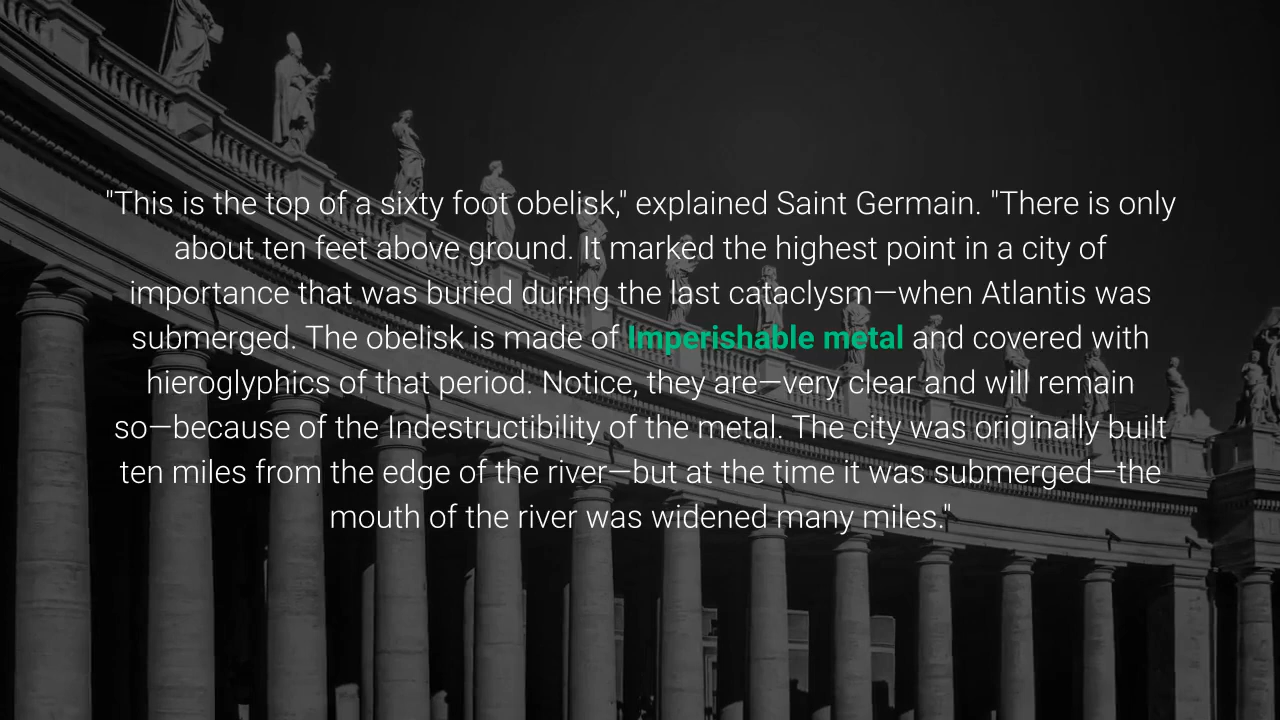 "This is the top of a sixty foot obelisk," explained Saint Germain. "There is only
about ten feet above ground. It marked the highest point in a city of
importance that was buried during the last cataclysm—when Atlantis was
submerged. The obelisk is made of Imperishable metal and covered with
hieroglyphics of that period. Notice, they are—very clear and will remain
so—because of the Indestructibility of the metal. The city was originally built
ten miles from the edge of the river—but at the time it was submerged—the
mouth of the river was widened many miles."